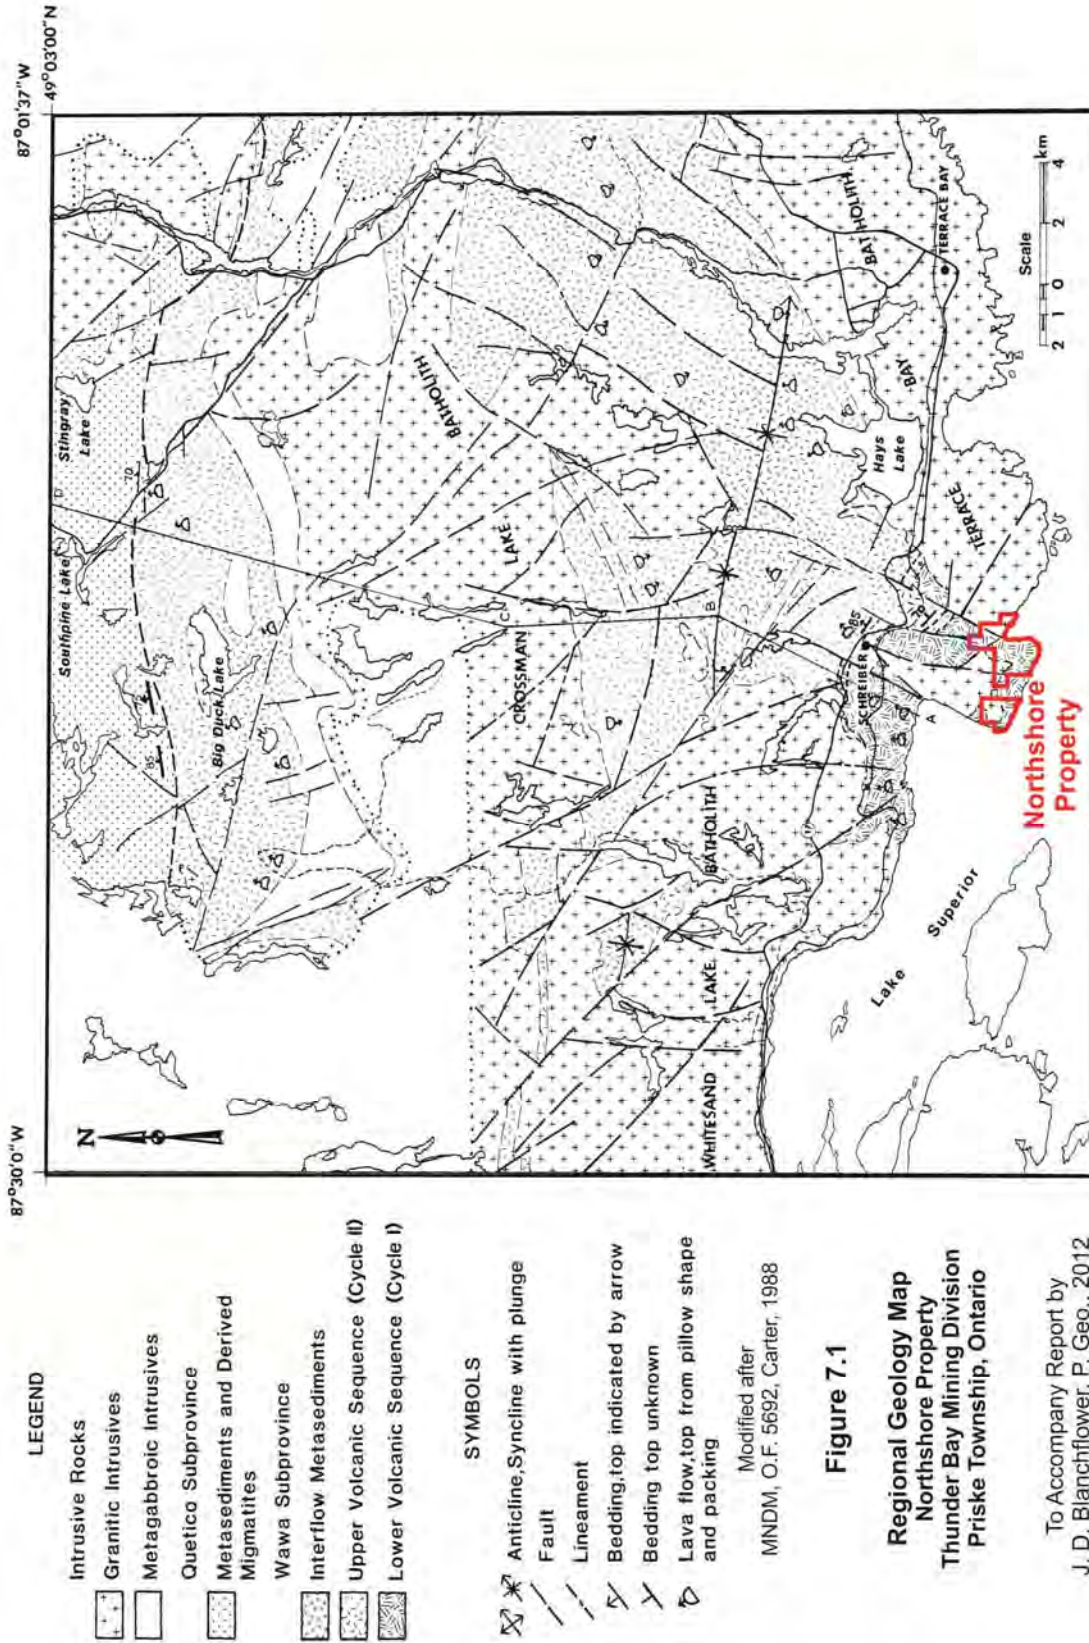 LEGEND
Intrusive Rocks
Granitic Intrusives
Metagabbroic Intrusives
Quetico Subprovince
Metasediments and Derived
Migmatites
Wawa Subprovince
Interflow Metasediments
Upper Volcanic Sequence (Cycle II)
Lower Volcanic Sequence (Cycle I)
SYMBOLS
Anticline,Syncline with plunge
Fault
Lineament
Bedding,top indicated by arrow
Bedding top unknown
Lava flow,top from pillow shape
and packing
Modified after
MNDM, O.F. 5692, Carter, 1988
Figure 7.1
Regional Geology Map
Northshore Property
Thunder Bay Mining Division
Priske Township, Ontario
To Accompany Report by
J. D. Blanchflower, P. Geo., 2012
87°30'0"W
87°01'37"W
49°03'00"N
N
Southpine Lake
Stingray
Lake
D
70
85
Big Duck Lake
C
CROSSMAN
LAKE
BATHOLITH
B
WHITESAND
LAKE
BATHOLITH
SCHREIBER
85
A
Hays
Lake
TERRACE
BAY
BATHOLITH
TERRACE BAY
Lake
Superior
Northshore
Property
Scale
2 1 0 2 4 km